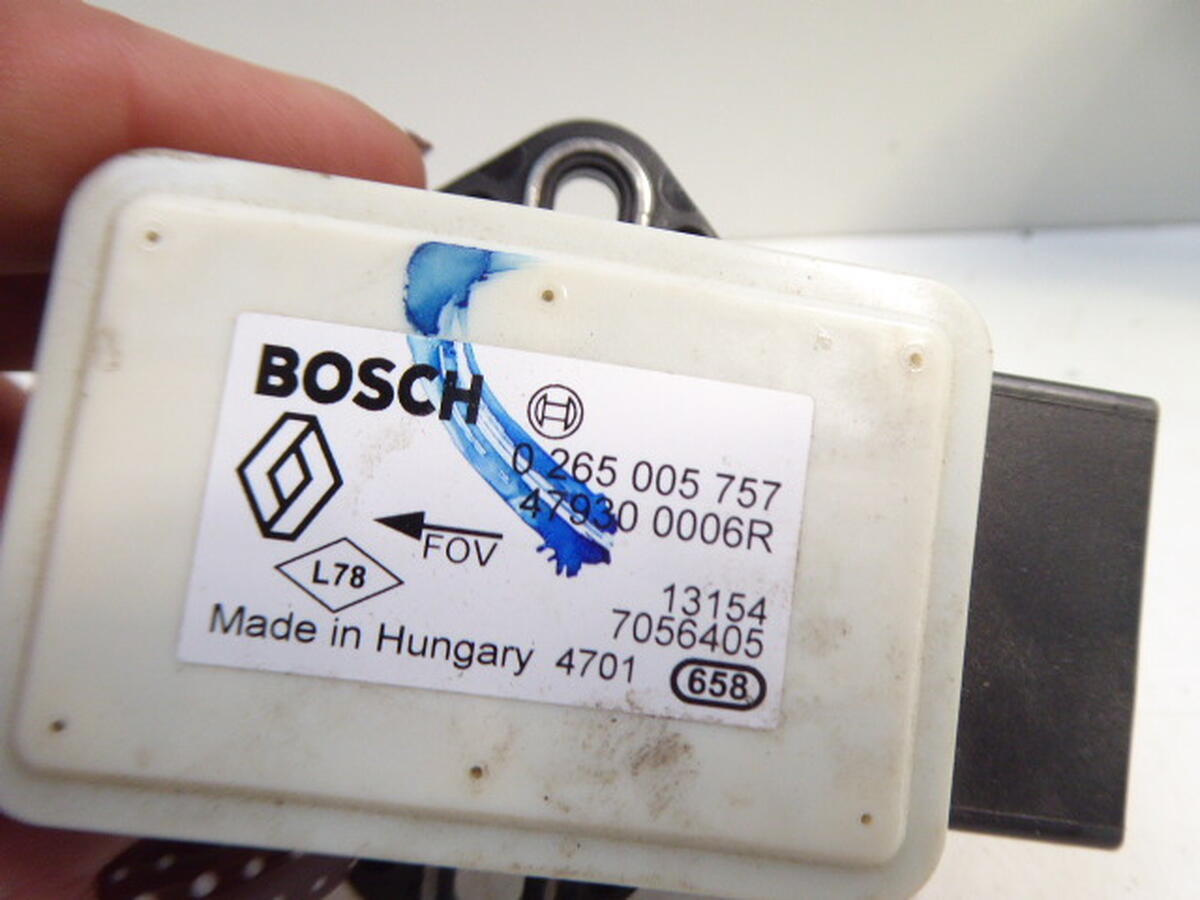 BOSCH
0 265 005 757
47930 0006R
FOV
L78
13154
7056405
Made in Hungary 4701
658